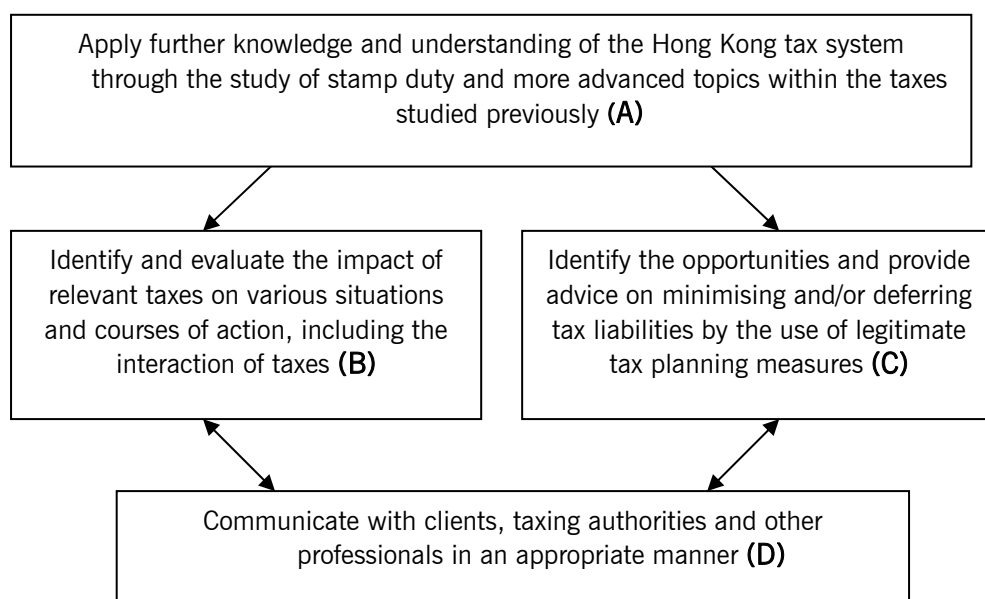 Apply further knowledge and understanding of the Hong Kong tax system
through the study of stamp duty and more advanced topics within the taxes
studied previously (A)
Identify and evaluate the impact of
relevant taxes on various situations
and courses of action, including the
interaction of taxes (B)
Identify the opportunities and provide
advice on minimising and/or deferring
tax liabilities by the use of legitimate
tax planning measures (C)
Communicate with clients, taxing authorities and other
professionals in an appropriate manner (D)